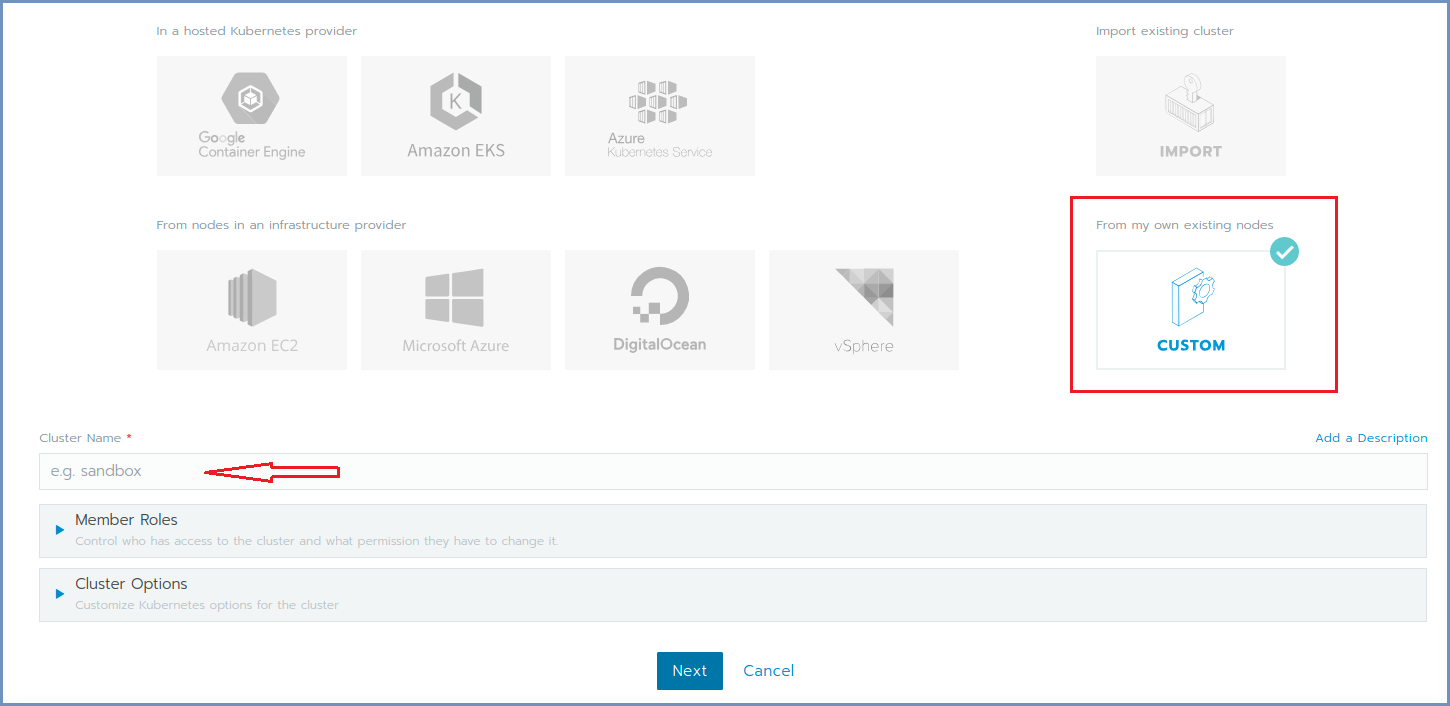 In a hosted Kubernetes provider
Import existing cluster
Google
Container Engine
K
Amazon EKS
Azure
Kubernetes Service
IMPORT
From nodes in an infrastructure provider
From my own existing nodes
Amazon EC2
Microsoft Azure
DigitalOcean
vSphere
CUSTOM
Cluster Name *
Add a Description
e.g. sandbox
Member Roles
Control who has access to the cluster and what permission they have to change it.
Cluster Options
Customize Kubernetes options for the cluster
Next
Cancel